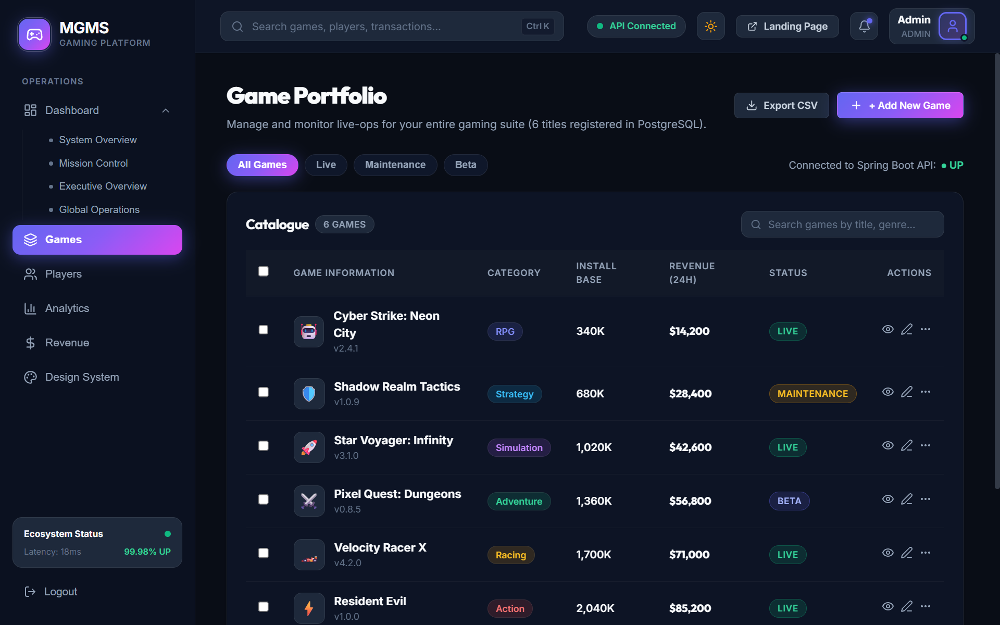 MGMS
GAMING PLATFORM
OPERATIONS
Dashboard
System Overview
Mission Control
Executive Overview
Global Operations
Games
Players
Analytics
Revenue
Design System
Ecosystem Status
Latency: 18ms 99.98% UP
Logout
Search games, players, transactions... Ctrl K
API Connected
Landing Page
Admin
ADMIN
Game Portfolio
Manage and monitor live-ops for your entire gaming suite (6 titles registered in PostgreSQL).
Export CSV
+ Add New Game
All Games Live Maintenance Beta
Connected to Spring Boot API: UP
Catalogue 6 GAMES
Search games by title, genre...
GAME INFORMATION CATEGORY INSTALL BASE REVENUE (24H) STATUS ACTIONS
Cyber Strike: Neon
City
v2.4.1
RPG 340K $14,200 LIVE
Shadow Realm Tactics
v1.0.9
Strategy 680K $28,400 MAINTENANCE
Star Voyager: Infinity
v3.1.0
Simulation 1,020K $42,600 LIVE
Pixel Quest: Dungeons
v0.8.5
Adventure 1,360K $56,800 BETA
Velocity Racer X
v4.2.0
Racing 1,700K $71,000 LIVE
Resident Evil
v1.0.0
Action 2,040K $85,200 LIVE